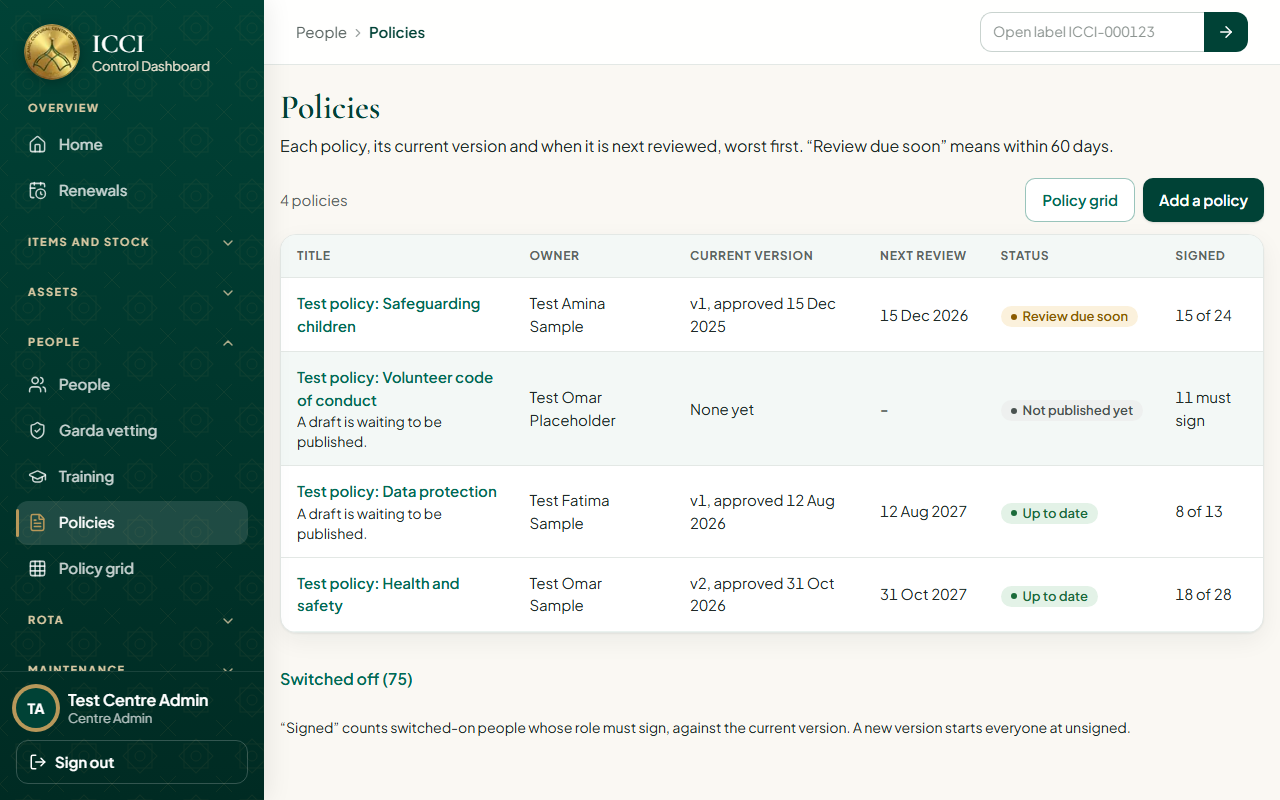 ICCI
Control Dashboard
OVERVIEW
Home
Renewals
ITEMS AND STOCK
ASSETS
PEOPLE
People
Garda vetting
Training
Policies
Policy grid
ROTA
MAINTENANCE
TA
Test Centre Admin
Centre Admin
Sign out
People › Policies
Open label ICCI-000123
Policies
Each policy, its current version and when it is next reviewed, worst first. “Review due soon” means within 60 days.
4 policies
Policy grid
Add a policy
TITLE OWNER CURRENT VERSION NEXT REVIEW STATUS SIGNED
Test policy: Safeguarding
children
Test Amina
Sample
v1, approved 15 Dec
2025
15 Dec 2026
Review due soon
15 of 24
Test policy: Volunteer code
of conduct
A draft is waiting to be
published.
Test Omar
Placeholder
None yet
–
Not published yet
11 must
sign
Test policy: Data protection
A draft is waiting to be
published.
Test Fatima
Sample
v1, approved 12 Aug
2026
12 Aug 2027
Up to date
8 of 13
Test policy: Health and
safety
Test Omar
Sample
v2, approved 31 Oct
2026
31 Oct 2027
Up to date
18 of 28
Switched off (75)
“Signed” counts switched-on people whose role must sign, against the current version. A new version starts everyone at unsigned.